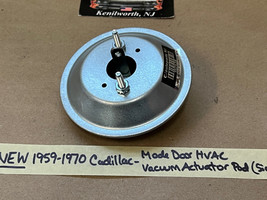 Kenilworth, NJ
NEW 1959-1970 Cadillac - Mode Door HVAC
Vacuum Actuator Pod